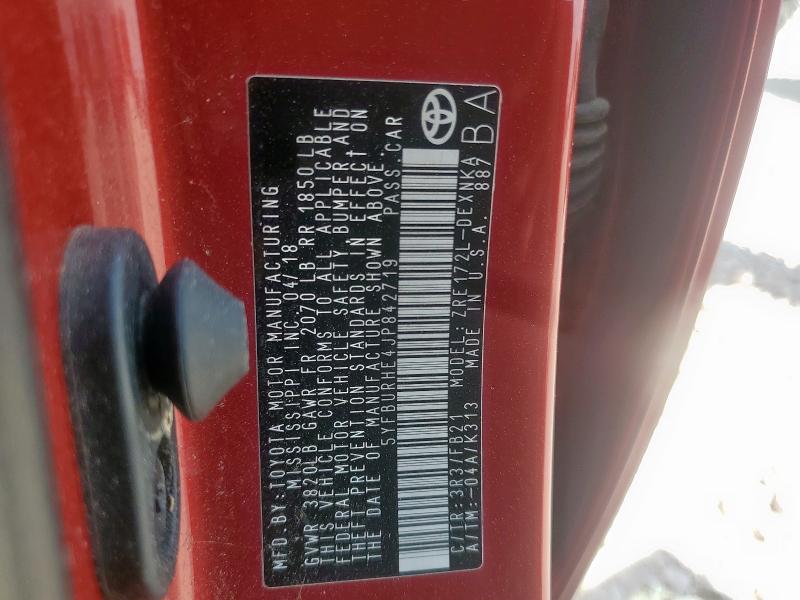 MFD.BY:TOYOTA MOTOR MANUFACTURING
MISSISSIPPI INC. 04/18
GVWR 3820LB GAWR FR 2070 LB RR 1850LB
THIS VEHICLE CONFORMS TO ALL APPLICABLE
FEDERAL MOTOR VEHICLE SAFETY, BUMPER, AND
THEFT PREVENTION STANDARDS IN EFFECT ON
THE DATE OF MANUFACTURE SHOWN ABOVE.
5YFBURHE4JP842719 PASS.CAR
C/TR:3R3/FB21 MODEL:ZRE172L-DEXNKA
A/TM:-04A/K313 MADE IN U.S.A. 887
BA